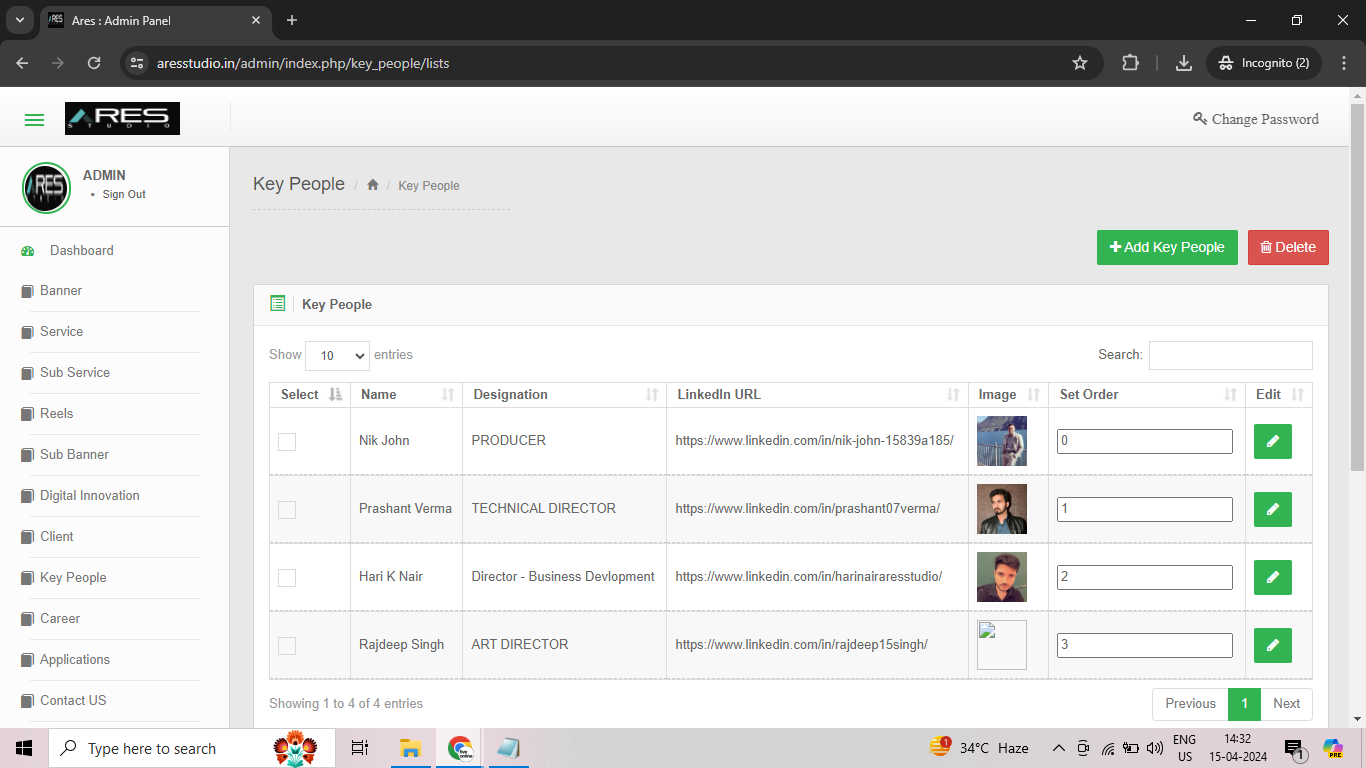 Ares : Admin Panel
aresstudio.in/admin/index.php/key_people/lists
Incognito (2)
ARES
STUDIO
Change Password
ADMIN
Sign Out
Key People / / Key People
Dashboard
Banner
Service
Sub Service
Reels
Sub Banner
Digital Innovation
Client
Key People
Career
Applications
Contact US
Add Key People Delete
Key People
Show 10 entries Search:
Select Name Designation LinkedIn URL Image Set Order Edit
Nik John PRODUCER https://www.linkedin.com/in/nik-john-15839a185/ 0
Prashant Verma TECHNICAL DIRECTOR https://www.linkedin.com/in/prashant07verma/ 1
Hari K Nair Director - Business Devlopment https://www.linkedin.com/in/harinairaresstudio/ 2
Rajdeep Singh ART DIRECTOR https://www.linkedin.com/in/rajdeep15singh/ 3
Showing 1 to 4 of 4 entries Previous 1 Next
Type here to search
1 34°C Haze
ENG
US
14:32
15-04-2024
1
PRE